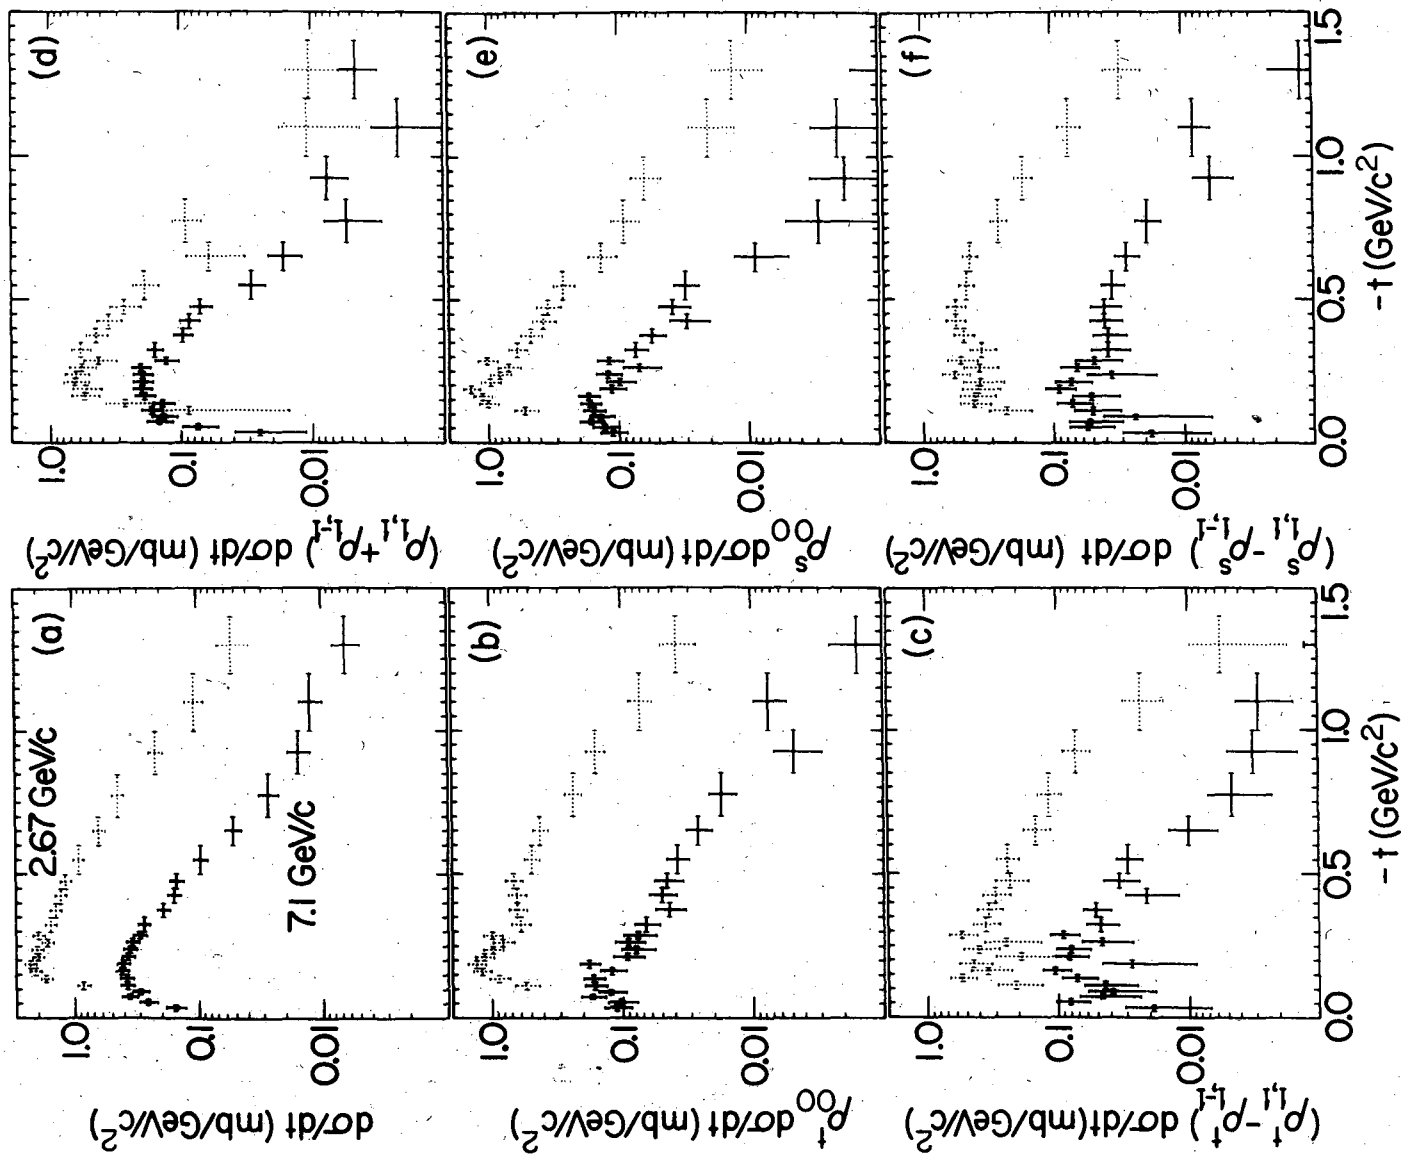 (a)
2.67 GeV/c
7.1 GeV/c
1.0
0.1
0.01
dσ/dt (mb/GeV/c²)
(b)
1.0
0.1
0.01
ρᵗ₀₀ dσ/dt (mb/GeV/c²)
(c)
1.0
0.1
0.01
(ρᵗ₁,₁ - ρᵗ₁,₋₁) dσ/dt (mb/GeV/c²)
0.0
0.5
1.0
1.5
-t (GeV/c²)
(d)
1.0
0.1
0.01
(ρ₁,₁ + ρ₁,₋₁) dσ/dt (mb/GeV/c²)
(e)
1.0
0.1
0.01
ρˢ₀₀ dσ/dt (mb/GeV/c²)
(f)
1.0
0.1
0.01
(ρˢ₁,₁ - ρˢ₁,₋₁) dσ/dt (mb/GeV/c²)
0.0
0.5
1.0
1.5
-t (GeV/c²)